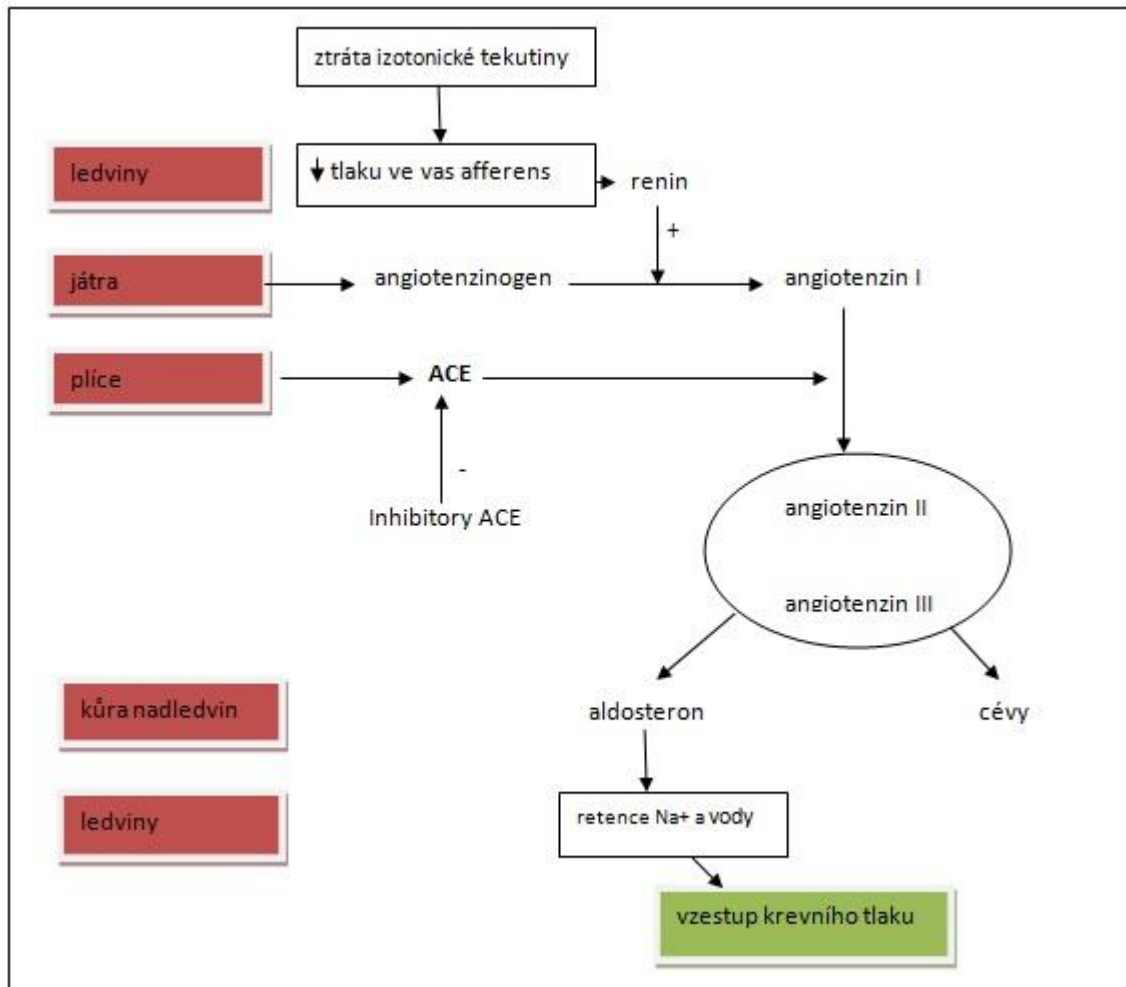 ztráta izotonické tekutiny
ledviny
↓ tlaku ve vas afferens
renin
+
játra
angiotenzinogen
angiotenzin I
plíce
ACE
-
Inhibitory ACE
angiotenzin II
angiotenzin III
kůra nadledvin
aldosteron
cévy
ledviny
retence Na+ a vody
vzestup krevního tlaku